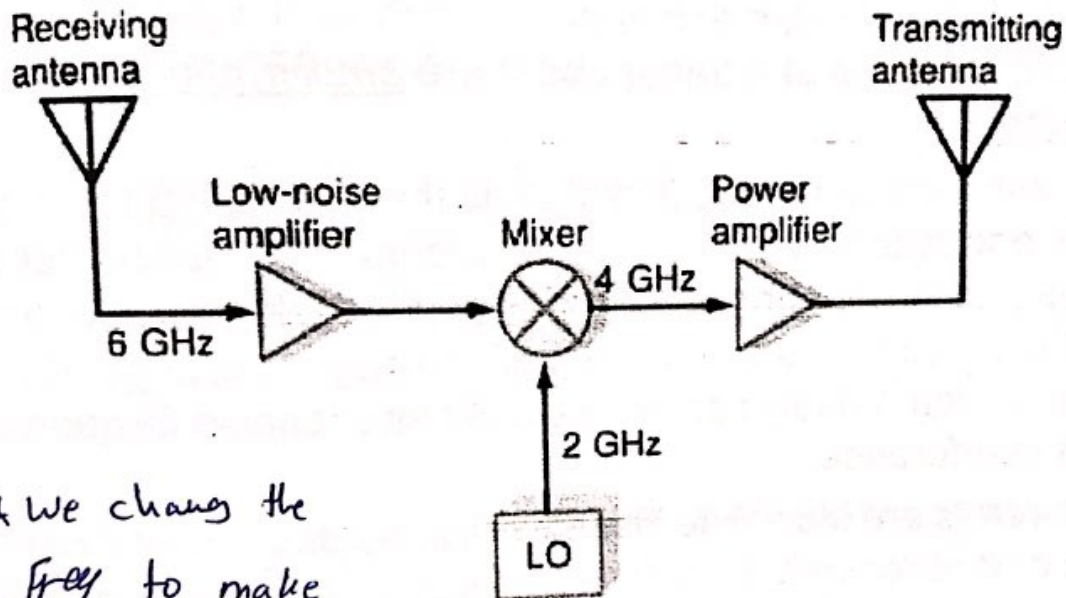 Receiving
antenna
Transmitting
antenna
Low-noise
amplifier
Mixer
Power
amplifier
4 GHz
6 GHz
2 GHz
LO
We chang the
freq to make